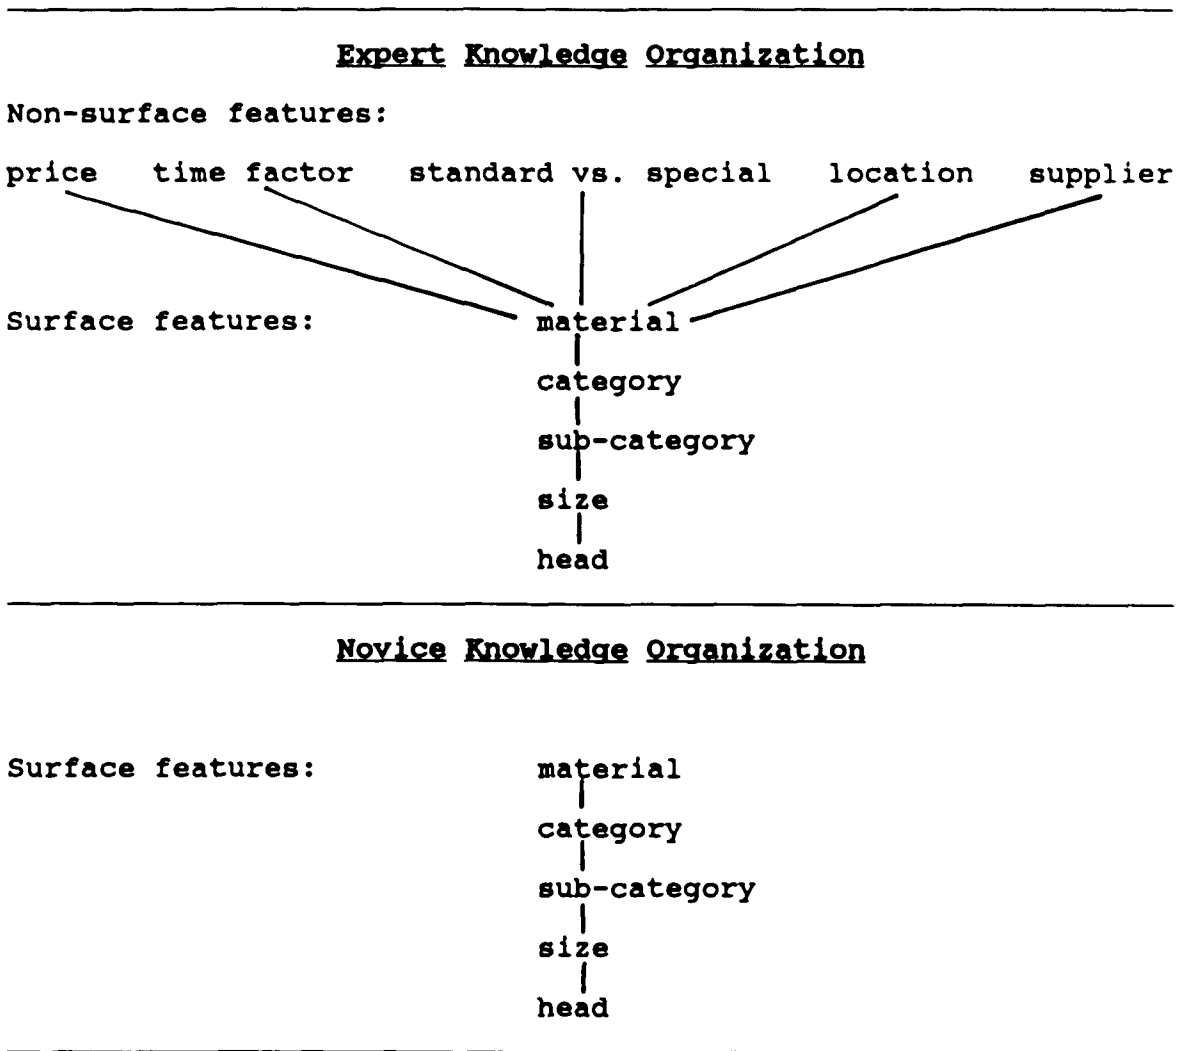 Expert Knowledge Organization
Non-surface features:
price time factor standard vs. special location supplier
Surface features: material
category
sub-category
size
head
Novice Knowledge Organization
Surface features: material
category
sub-category
size
head